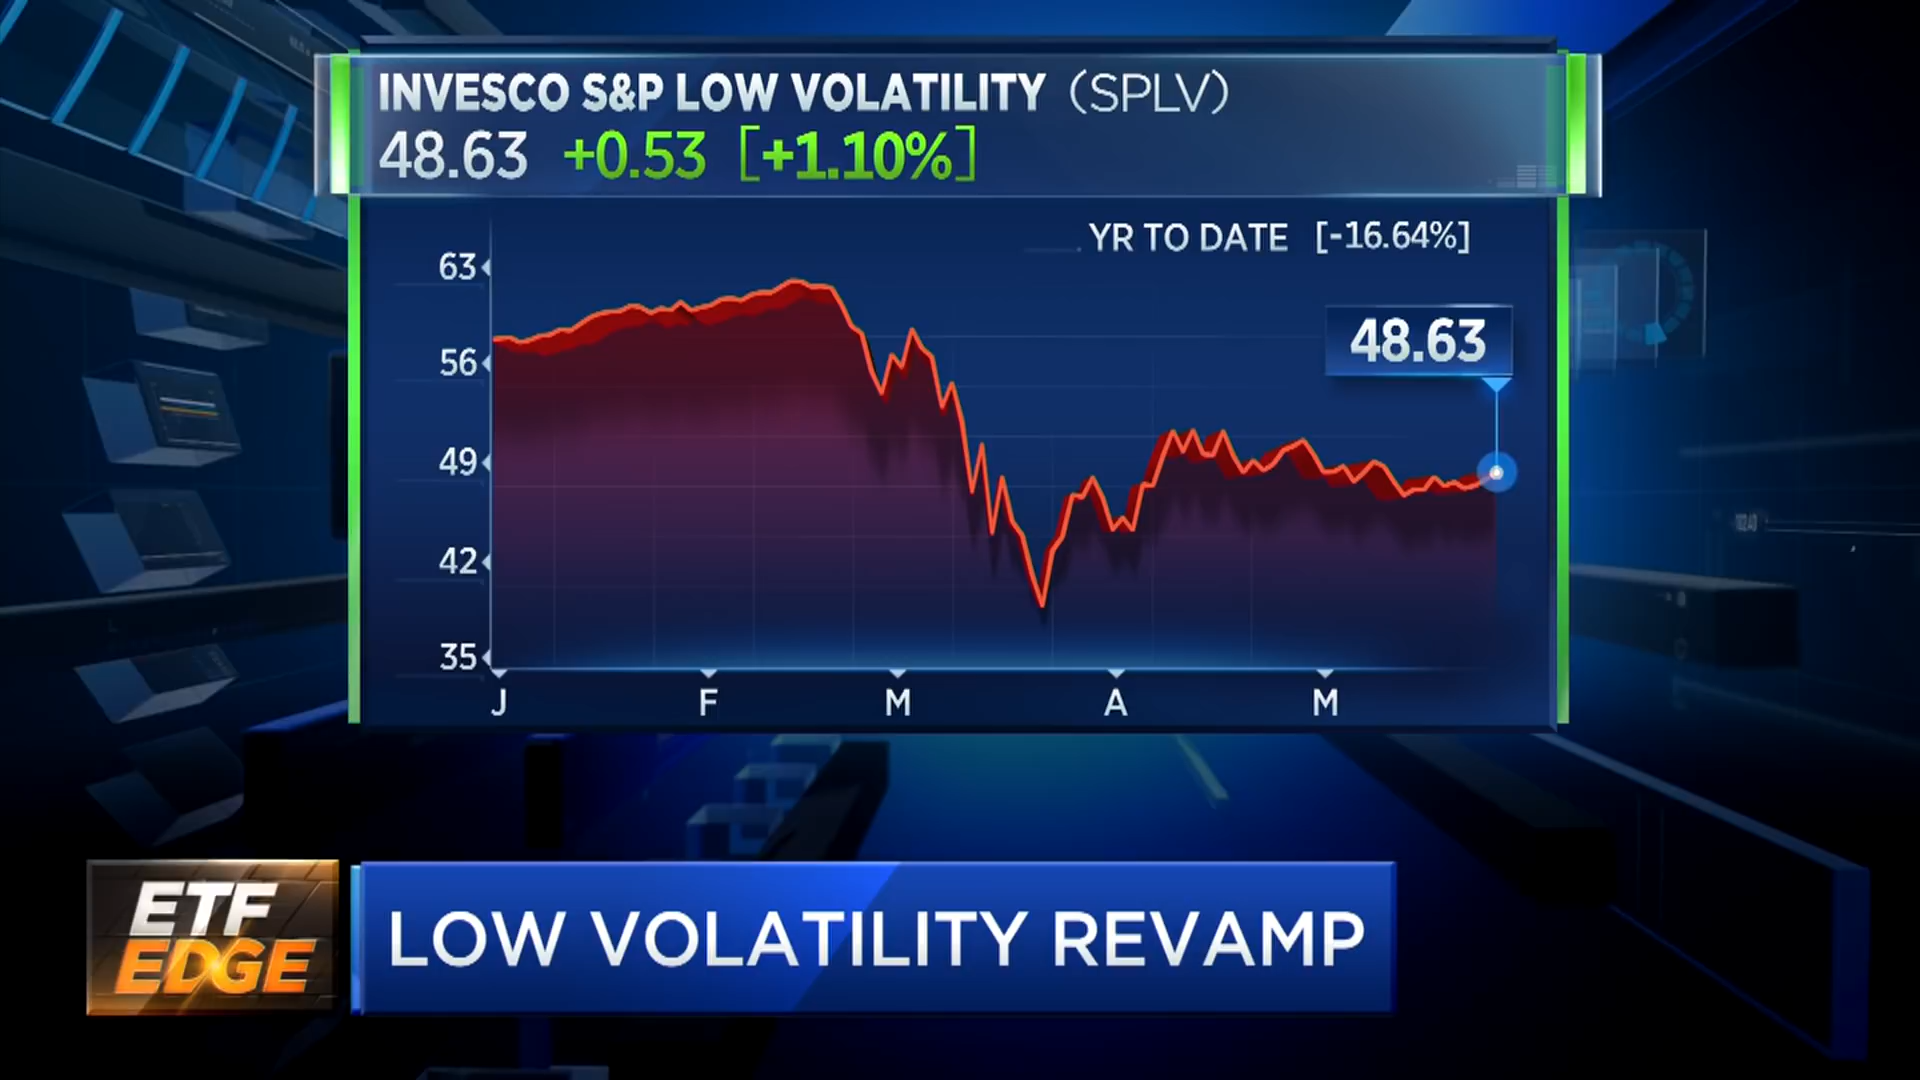 INVESCO S&P LOW VOLATILITY (SPLV)
48.63 +0.53 [+1.10%]
YR TO DATE [-16.64%]
48.63
63
56
49
42
35
J F M A M
ETF
EDGE
LOW VOLATILITY REVAMP